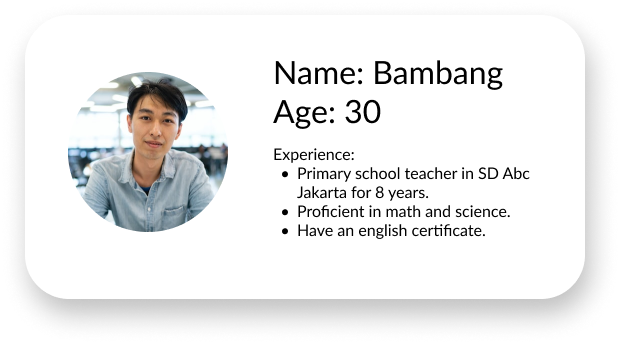 Name: Bambang
Age: 30
Experience:
• Primary school teacher in SD Abc
Jakarta for 8 years.
• Proficient in math and science.
• Have an english certificate.